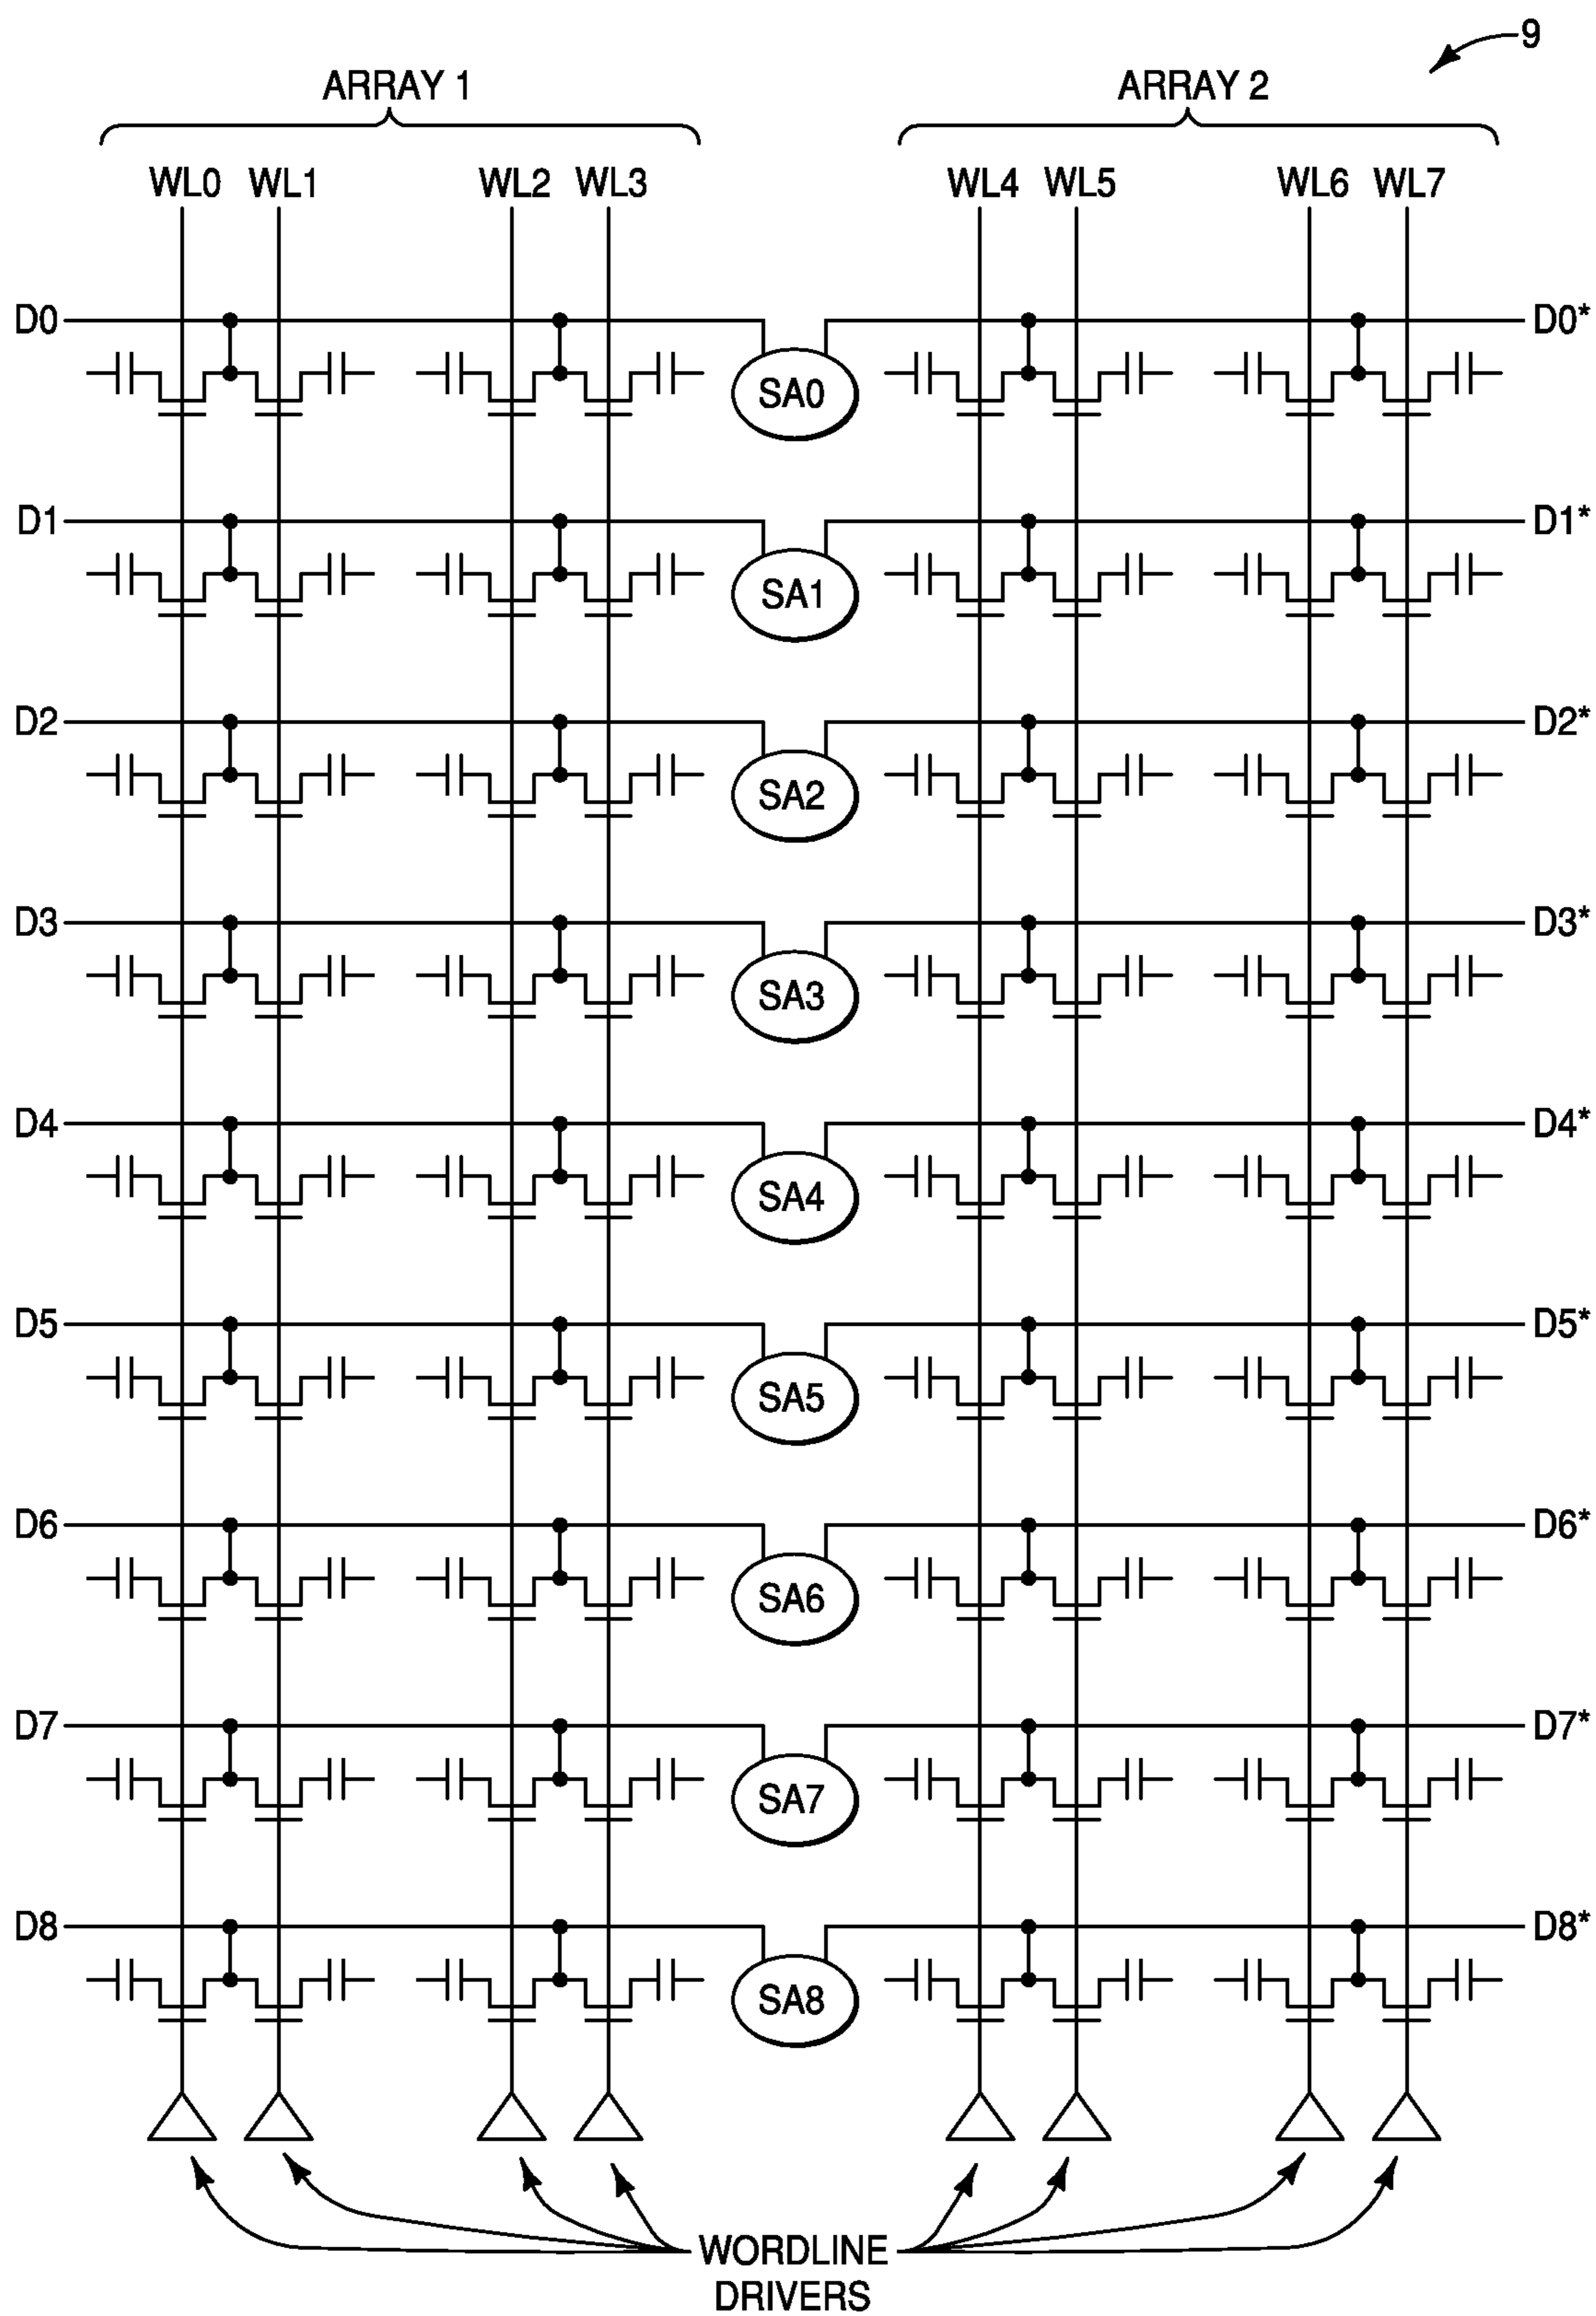 9
ARRAY 1 ARRAY 2
WL0 WL1 WL2 WL3 WL4 WL5 WL6 WL7
D0 SA0 D0*
D1 SA1 D1*
D2 SA2 D2*
D3 SA3 D3*
D4 SA4 D4*
D5 SA5 D5*
D6 SA6 D6*
D7 SA7 D7*
D8 SA8 D8*
WORDLINE
DRIVERS